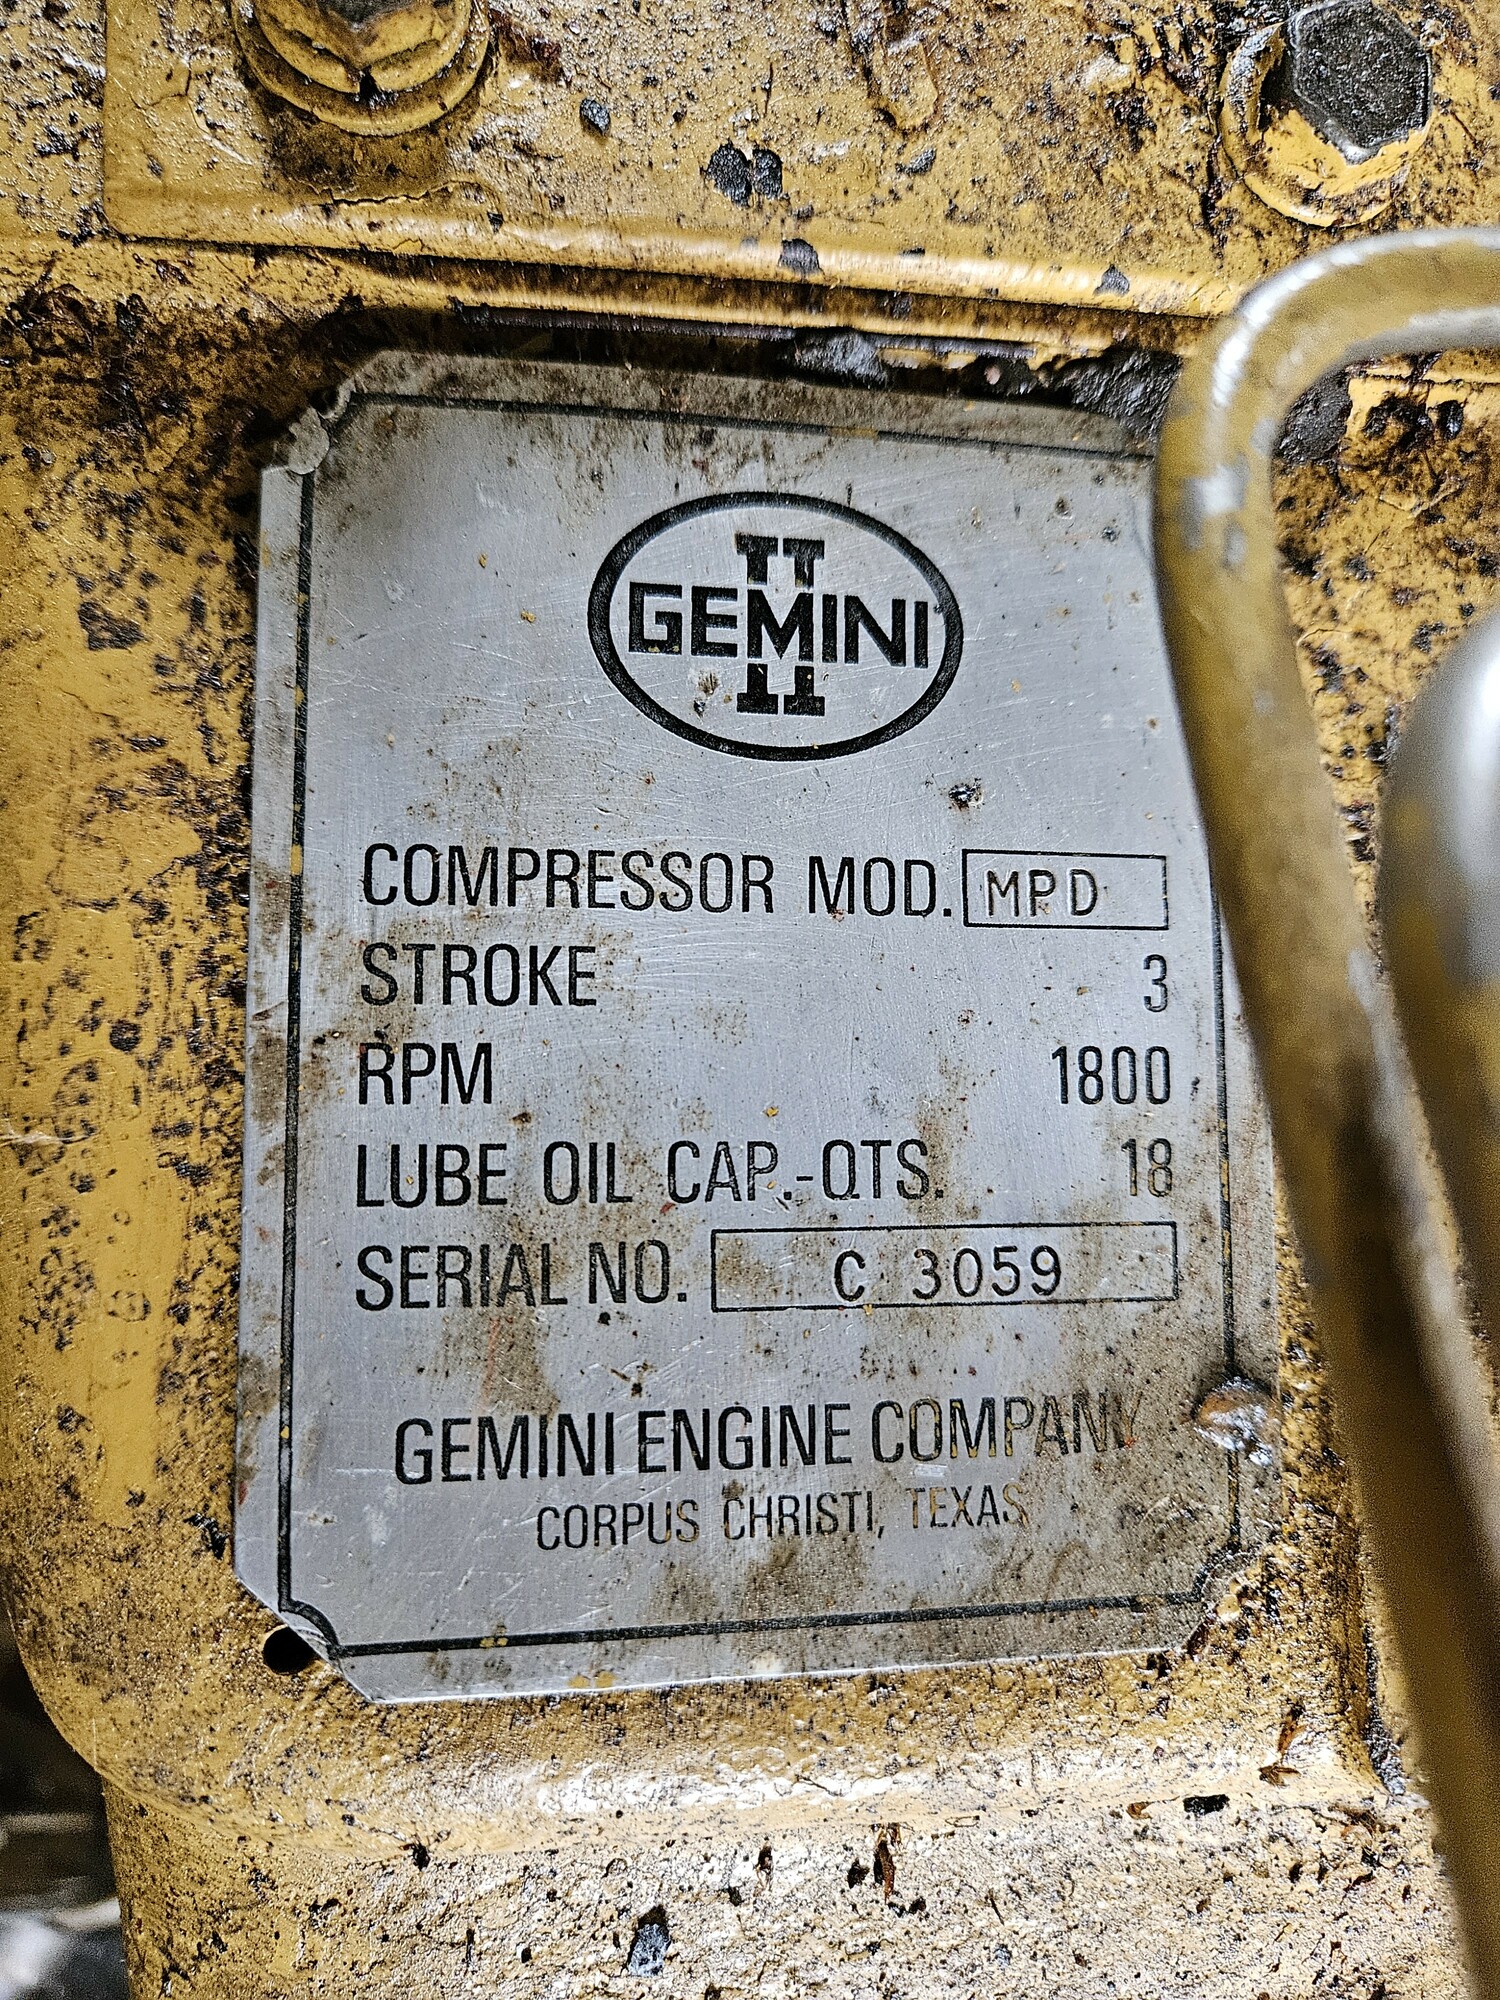 II
GEMINI
COMPRESSOR MOD. MPD
STROKE 3
RPM 1800
LUBE OIL CAP.-QTS. 18
SERIAL NO. C 3059
GEMINI ENGINE COMPANY
CORPUS CHRISTI, TEXAS